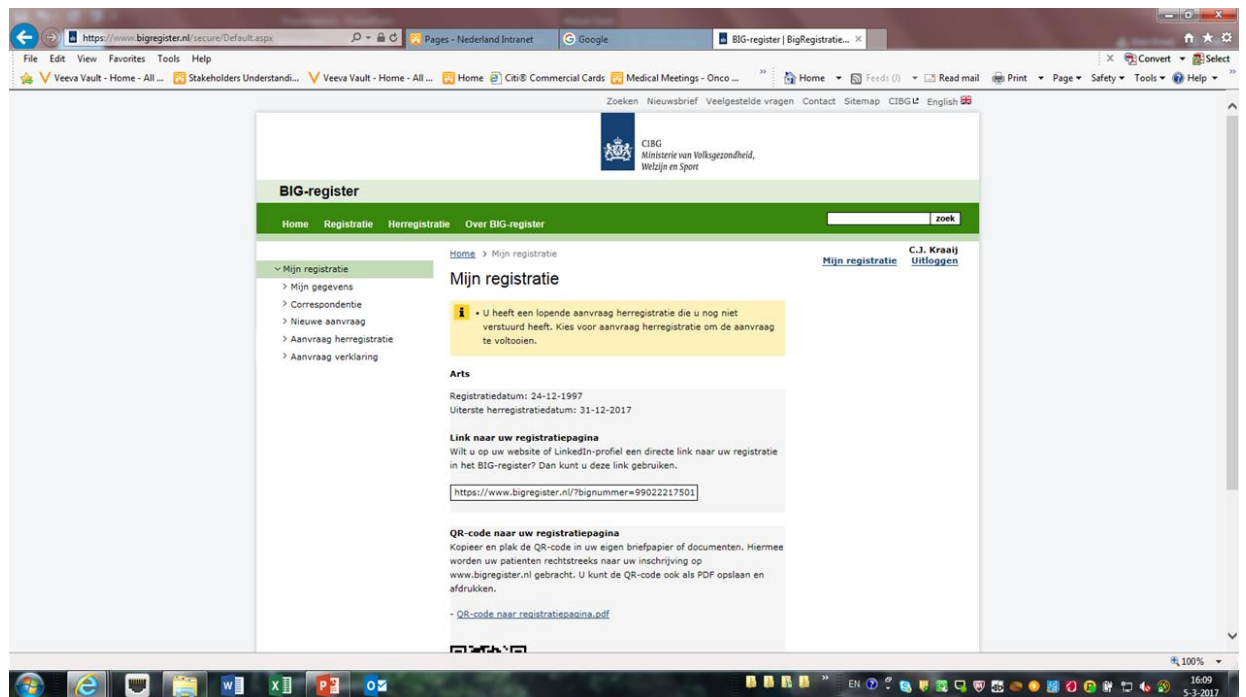 https://www.bigregister.nl/secure/Default.aspx
Pages - Nederland Intranet
Google
BIG-register | BigRegistratie...
File Edit View Favorites Tools Help
Convert Select
Veeva Vault - Home - All ... Stakeholders Understandi... Veeva Vault - Home - All ... Home Citi® Commercial Cards Medical Meetings - Onco ... Home Feeds (J) Read mail Print Page Safety Tools Help
Zoeken Nieuwsbrief Veelgestelde vragen Contact Sitemap CIBG English
CIBG
Ministerie van Volksgezondheid,
Welzijn en Sport
BIG-register
Home Registratie Herregistratie Over BIG-register zoek
C.J. Kraaij
Mijn registratie Uitloggen
Mijn registratie
Mijn gegevens
Correspondentie
Nieuwe aanvraag
Aanvraag herregistratie
Aanvraag verklaring
Home > Mijn registratie
Mijn registratie
i • U heeft een lopende aanvraag herregistratie die u nog niet
verstuurd heeft. Kies voor aanvraag herregistratie om de aanvraag
te voltooien.
Arts
Registratiedatum: 24-12-1997
Uiterste herregistratiedatum: 31-12-2017
Link naar uw registratiepagina
Wilt u op uw website of LinkedIn-profiel een directe link naar uw registratie
in het BIG-register? Dan kunt u deze link gebruiken.
https://www.bigregister.nl/?bignummer=99022217501
QR-code naar uw registratiepagina
Kopieer en plak de QR-code in uw eigen briefpapier of documenten. Hiermee
worden uw patienten rechtstreeks naar uw inschrijving op
www.bigregister.nl gebracht. U kunt de QR-code ook als PDF opslaan en
afdrukken.
- QR-code naar registratiepagina.pdf
100%
EN
16:09
5-3-2017